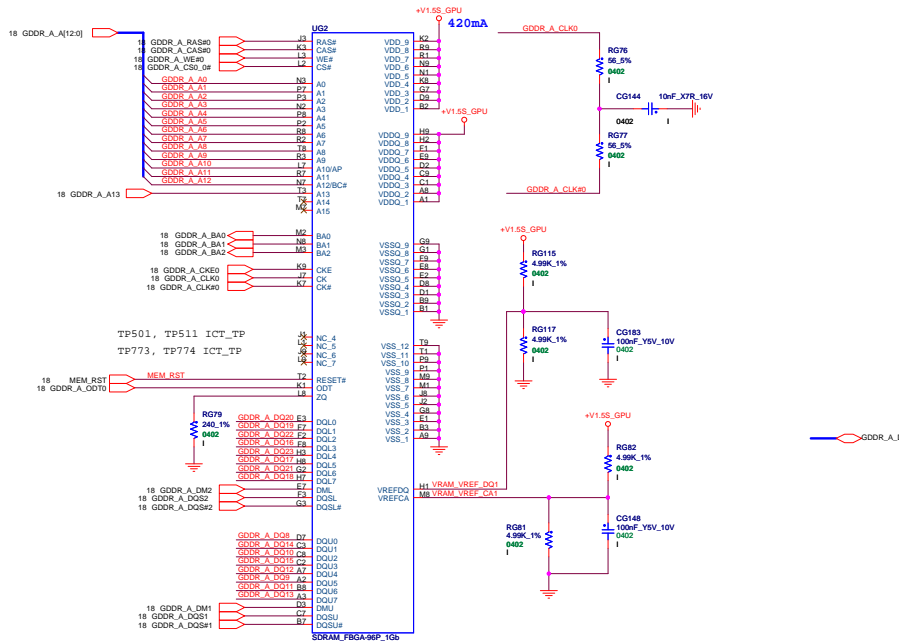 +V1.5S_GPU
UG2
420mA
18 GDDR_A_A[12:0]
18 GDDR_A_RAS#0 J3 RAS#
18 GDDR_A_CAS#0 K3 CAS#
18 GDDR_A_WE#0 L3 WE#
18 GDDR_A_CS0_0# L2 CS#
GDDR_A_A0 N3 A0
GDDR_A_A1 P7 A1
GDDR_A_A2 P3 A2
GDDR_A_A3 N2 A3
GDDR_A_A4 P8 A4
GDDR_A_A5 P2 A5
GDDR_A_A6 R8 A6
GDDR_A_A7 R2 A7
GDDR_A_A8 T8 A8
GDDR_A_A9 R3 A9
GDDR_A_A10 L7 A10/AP
GDDR_A_A11 R7 A11
GDDR_A_A12 N7 A12/BC#
18 GDDR_A_A13 T3 A13
T7 A14
M7 A15
18 GDDR_A_BA0 M2 BA0
18 GDDR_A_BA1 N8 BA1
18 GDDR_A_BA2 M3 BA2
18 GDDR_A_CKE0 K9 CKE
18 GDDR_A_CLK0 J7 CK
18 GDDR_A_CLK#0 K7 CK#
TP501, TP511 ICT_TP
TP773, TP774 ICT_TP
J1 NC_4
L1 NC_5
J9 NC_6
L9 NC_7
18 MEM_RST MEM_RST T2 RESET#
18 GDDR_A_ODT0 K1 ODT
L8 ZQ
RG79
240_1%
0402
I
GDDR_A_DQ20 E3 DQL0
GDDR_A_DQ19 F7 DQL1
GDDR_A_DQ22 F2 DQL2
GDDR_A_DQ16 F8 DQL3
GDDR_A_DQ23 H3 DQL4
GDDR_A_DQ17 H8 DQL5
GDDR_A_DQ21 G2 DQL6
GDDR_A_DQ18 H7 DQL7
18 GDDR_A_DM2 E7 DML
18 GDDR_A_DQS2 F3 DQSL
18 GDDR_A_DQS#2 G3 DQSL#
GDDR_A_DQ8 D7 DQU0
GDDR_A_DQ14 C3 DQU1
GDDR_A_DQ10 C8 DQU2
GDDR_A_DQ15 C2 DQU3
GDDR_A_DQ12 A7 DQU4
GDDR_A_DQ9 A2 DQU5
GDDR_A_DQ11 B8 DQU6
GDDR_A_DQ13 A3 DQU7
18 GDDR_A_DM1 D3 DMU
18 GDDR_A_DQS1 C7 DQSU
18 GDDR_A_DQS#1 B7 DQSU#
SDRAM_FBGA-96P_1Gb
VDD_9 K2
VDD_8 R9
VDD_7 R1
VDD_6 N9
VDD_5 N1
VDD_4 K8
VDD_3 G7
VDD_2 D9
VDD_1 B2
+V1.5S_GPU
VDDQ_9 H9
VDDQ_8 H2
VDDQ_7 F1
VDDQ_6 E9
VDDQ_5 D2
VDDQ_4 C9
VDDQ_3 C1
VDDQ_2 A8
VDDQ_1 A1
VSSQ_9 G9
VSSQ_8 G1
VSSQ_7 F9
VSSQ_6 E8
VSSQ_5 E2
VSSQ_4 D8
VSSQ_3 D1
VSSQ_2 B9
VSSQ_1 B1
VSS_12 T9
VSS_11 T1
VSS_10 P9
VSS_9 P1
VSS_8 M9
VSS_7 M1
VSS_6 J8
VSS_5 J2
VSS_4 G8
VSS_3 E1
VSS_2 B3
VSS_1 A9
VREFDQ H1 VRAM_VREF_DQ1
VREFCA M8 VRAM_VREF_CA1
GDDR_A_CLK0
RG76
56_5%
0402
I
CG144 10nF_X7R_16V
0402 I
RG77
56_5%
0402
I
GDDR_A_CLK#0
+V1.5S_GPU
RG115
4.99K_1%
0402
I
RG117
4.99K_1%
0402
I
CG183
100nF_Y5V_10V
0402
I
+V1.5S_GPU
RG82
4.99K_1%
0402
I
RG81
4.99K_1%
0402
I
CG148
100nF_Y5V_10V
0402
I